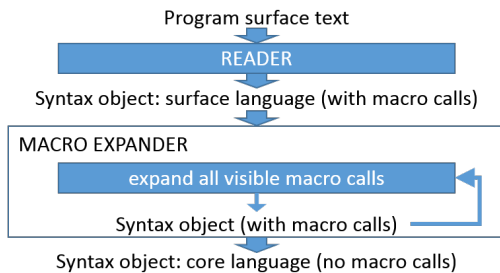 Program surface text
READER
Syntax object: surface language (with macro calls)
MACRO EXPANDER
expand all visible macro calls
Syntax object (with macro calls)
Syntax object: core language (no macro calls)